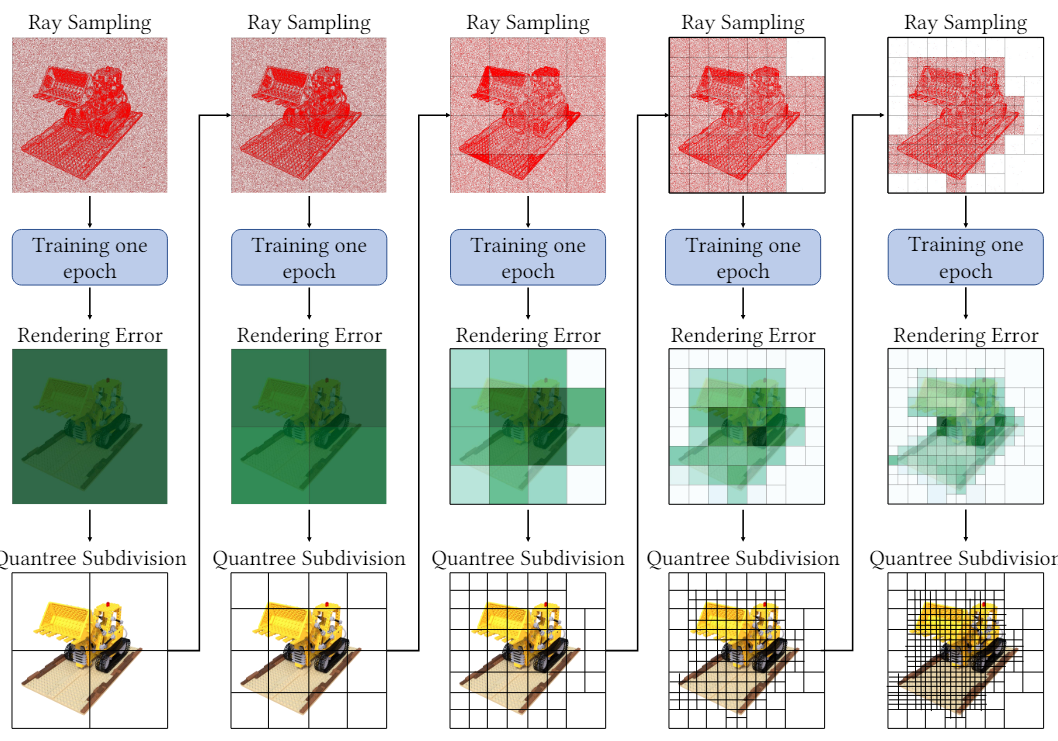 Ray Sampling
Ray Sampling
Ray Sampling
Ray Sampling
Ray Sampling
Training one
epoch
Training one
epoch
Training one
epoch
Training one
epoch
Training one
epoch
Rendering Error
Rendering Error
Rendering Error
Rendering Error
Rendering Error
Quantree Subdivision
Quantree Subdivision
Quantree Subdivision
Quantree Subdivision
Quantree Subdivision